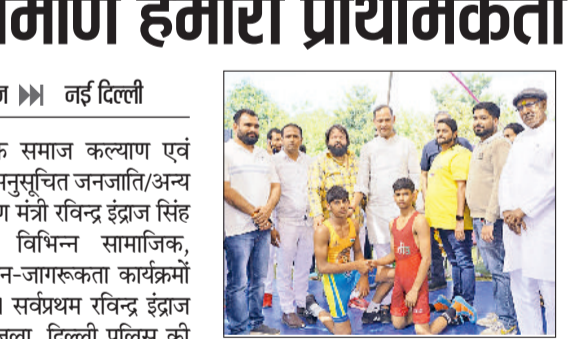 हमारी प्राथमिकता
नई दिल्ली
समाज कल्याण एवं
अनुसूचित जनजाति/अन्य
मंत्री रविन्द्र इंद्राज सिंह
विभिन्न सामाजिक,
न-जागरूकता कार्यक्रमों
सर्वप्रथम रविन्द्र इंद्राज
दिल्ली पुलिस की